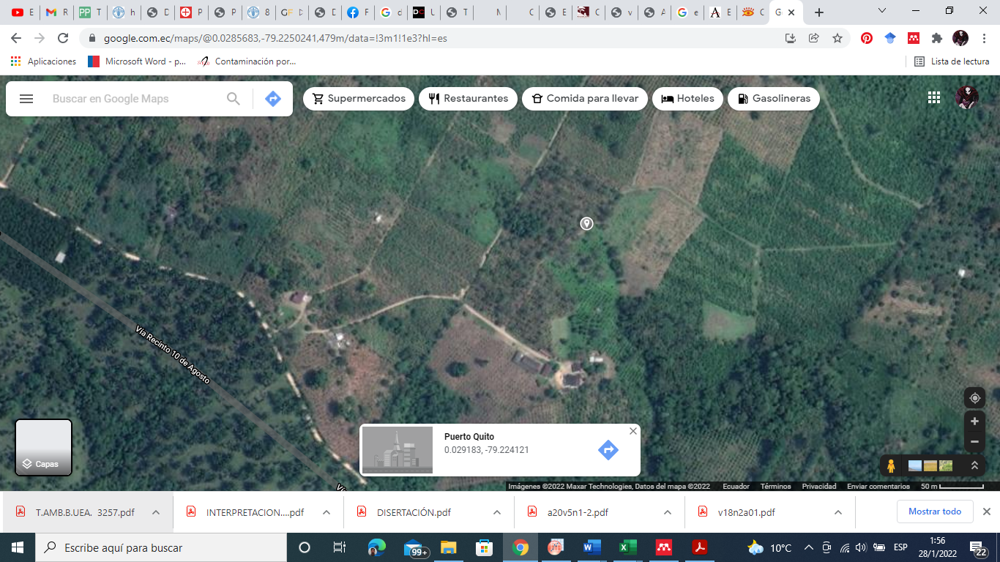 E
R
T
h
D
P
P
8
D
D
F
d
U
T
N
C
E
C
v
A
e
E
C
G
google.com.ec/maps/@0.0285683,-79.2250241,479m/data=!3m1!1e3?hl=es
Aplicaciones
Microsoft Word - p...
Contaminación por...
Lista de lectura
Buscar en Google Maps
Supermercados
Restaurantes
Comida para llevar
Hoteles
Gasolineras
Vía Recinto 10 de Agosto
Capas
Puerto Quito
0.029183, -79.224121
Imágenes ©2022 Maxar Technologies, Datos del mapa ©2022
Ecuador
Términos
Privacidad
Enviar comentarios
50 m
T.AMB.B.UEA. 3257.pdf
INTERPRETACION....pdf
DISERTACIÓN.pdf
a20v5n1-2.pdf
v18n2a01.pdf
Mostrar todo
Escribe aquí para buscar
99+
10°C
ESP
1:56
28/1/2022
22